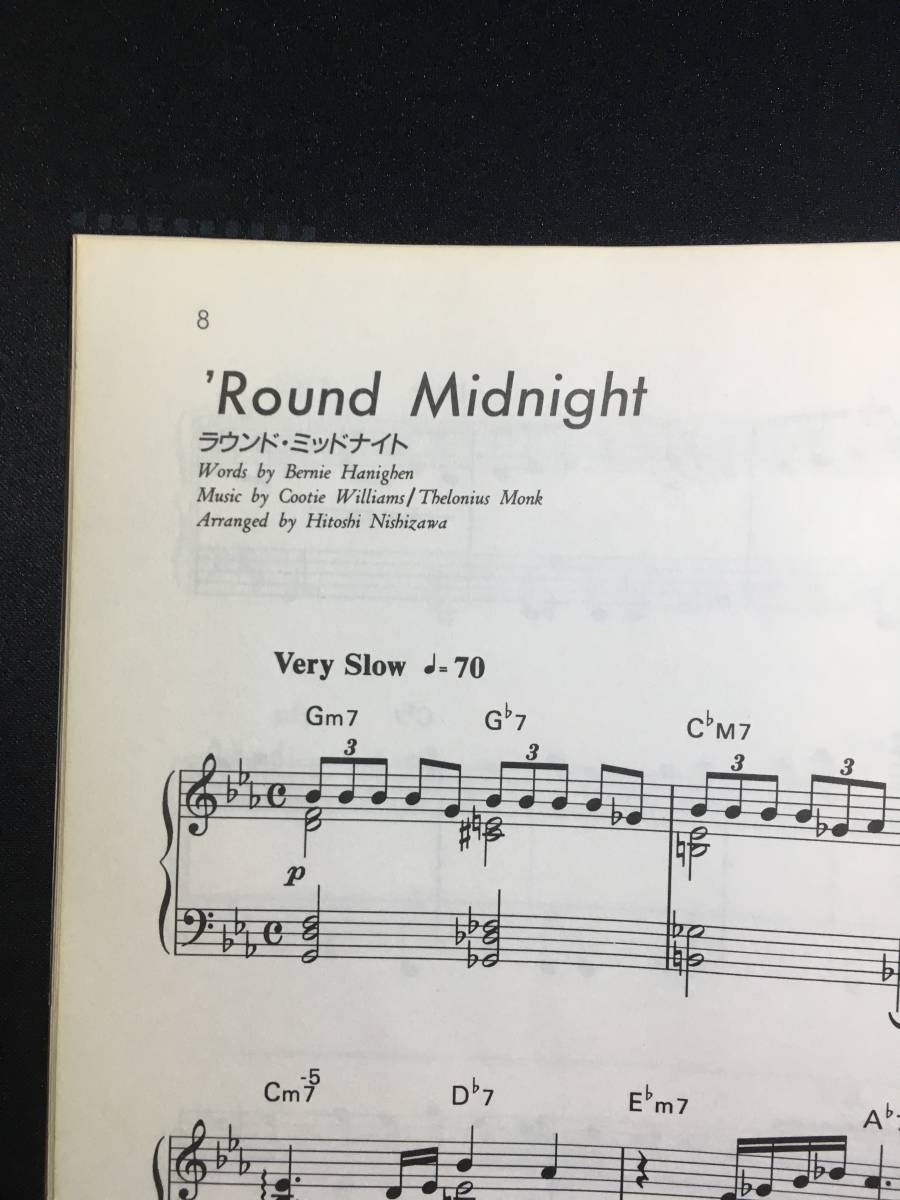 8
'Round Midnight
ラウンド・ミッドナイト
Words by Bernie Hanighen
Music by Cootie Williams/Thelonius Monk
Arranged by Hitoshi Nishizawa
Very Slow ♩=70
Gm7 G♭7 C♭M7
3 3 3 3
p
Cm7-5 D♭7 E♭m7 A♭